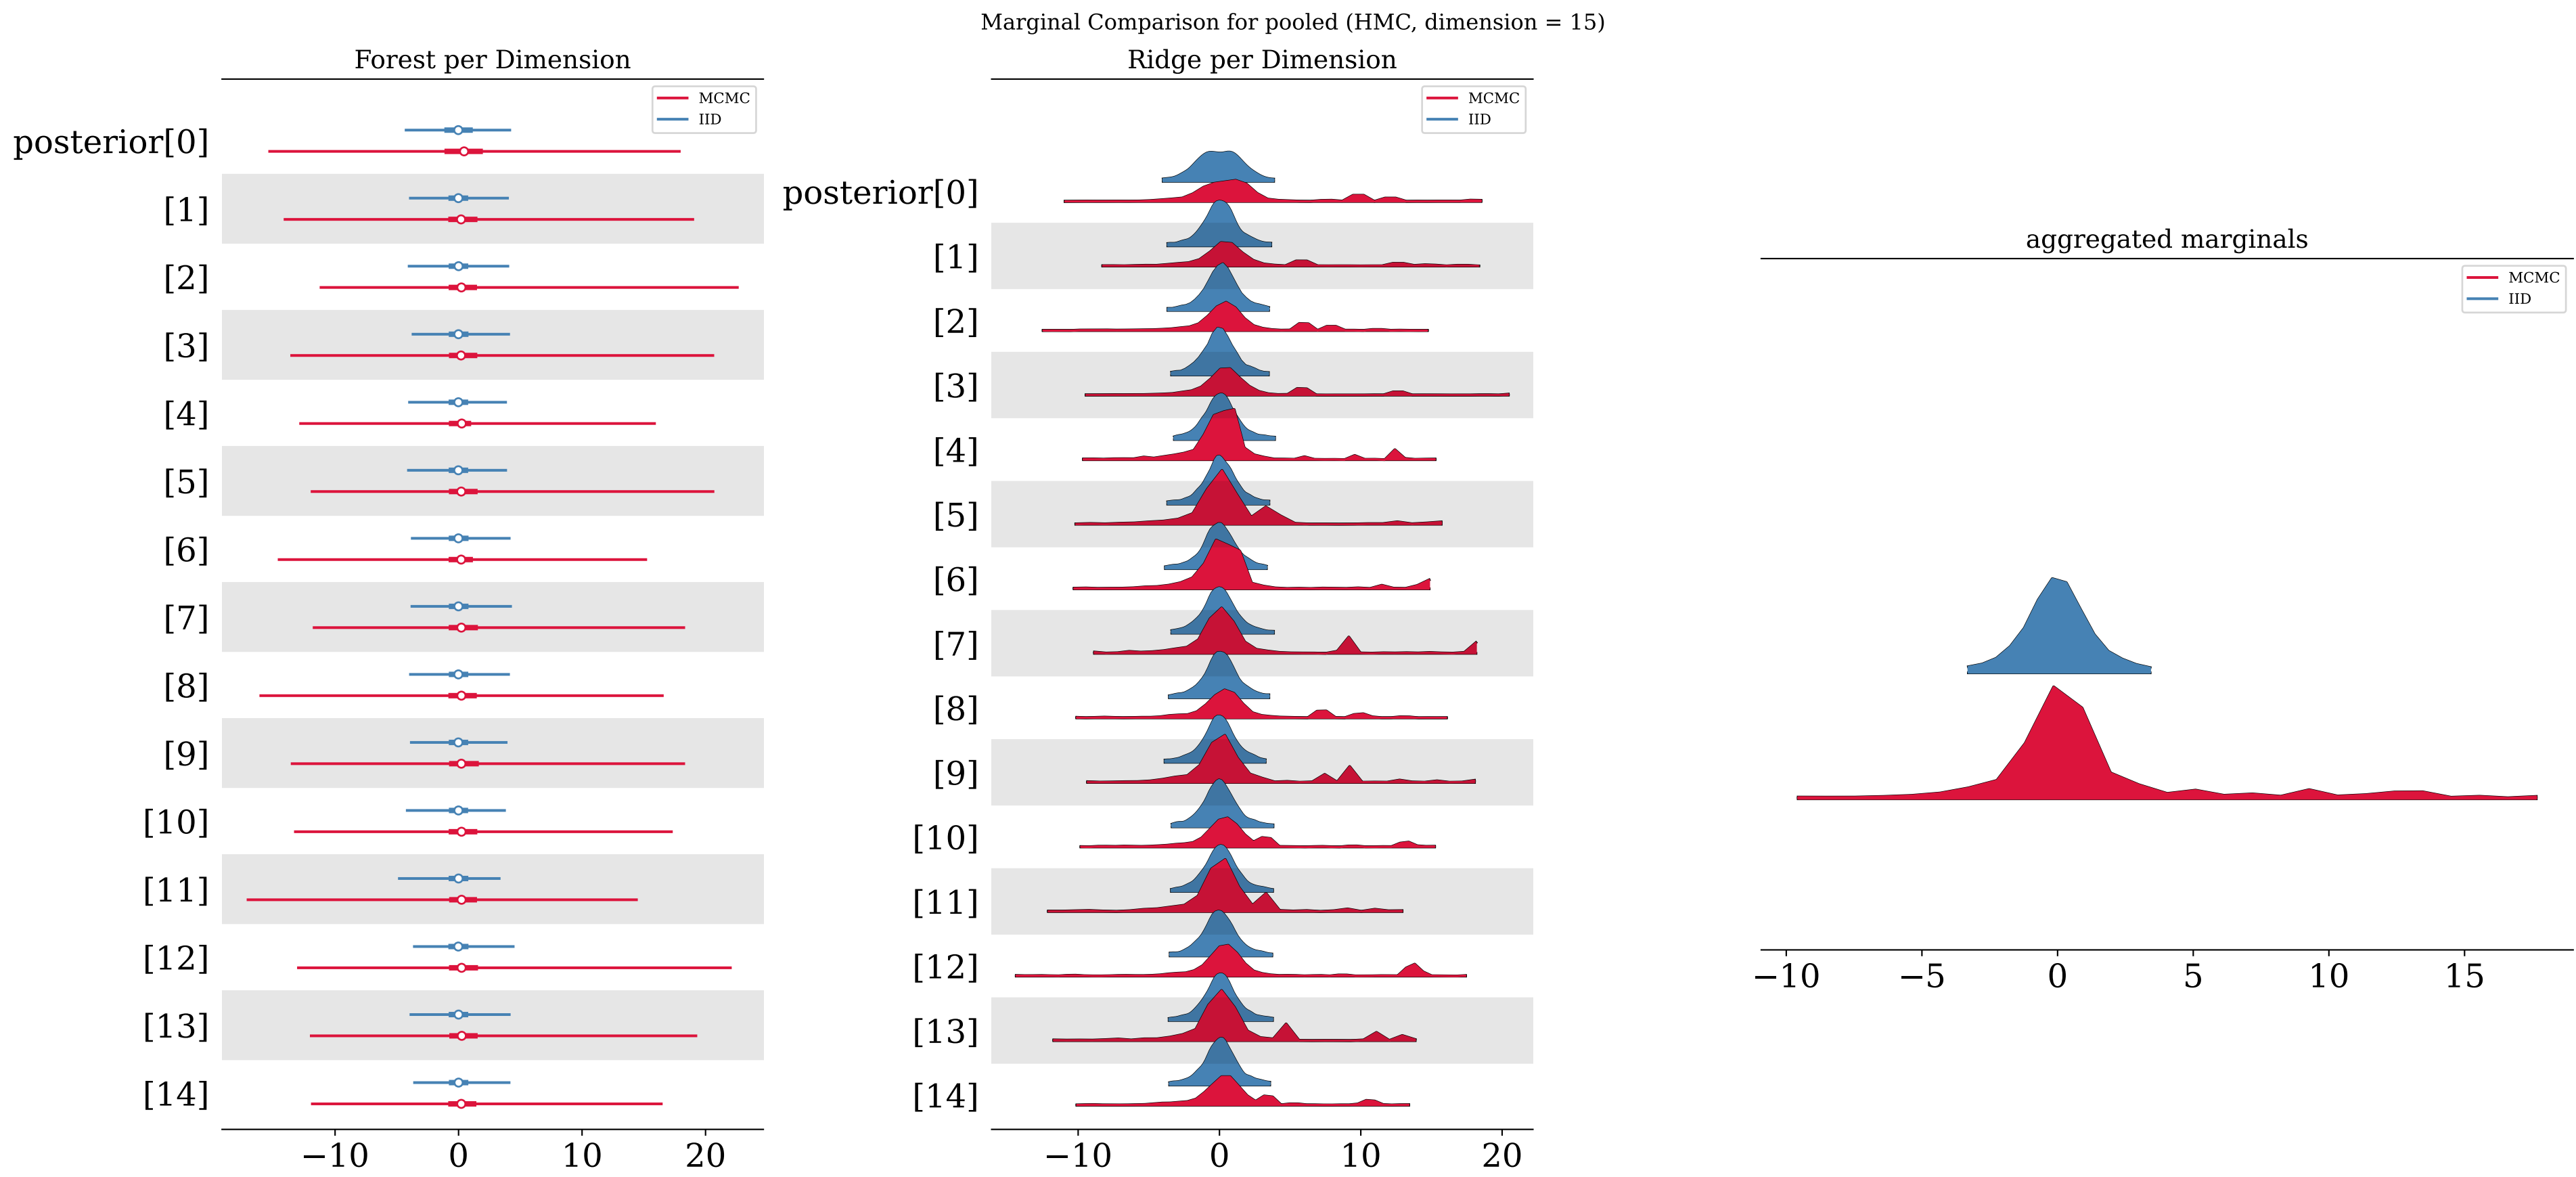 Marginal Comparison for pooled (HMC, dimension = 15)
Forest per Dimension
MCMC
IID
posterior[0]
[1]
[2]
[3]
[4]
[5]
[6]
[7]
[8]
[9]
[10]
[11]
[12]
[13]
[14]
−10 0 10 20
Ridge per Dimension
MCMC
IID
posterior[0]
[1]
[2]
[3]
[4]
[5]
[6]
[7]
[8]
[9]
[10]
[11]
[12]
[13]
[14]
−10 0 10 20
aggregated marginals
MCMC
IID
−10 −5 0 5 10 15